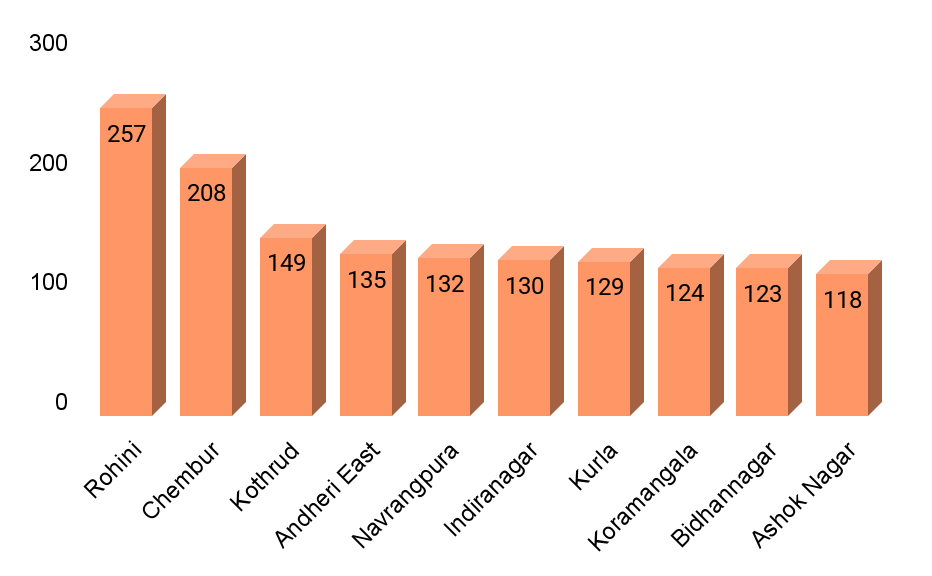 300
200
100
0
257
208
149
135
132
130
129
124
123
118
Rohini
Chembur
Kothrud
Andheri East
Navrangpura
Indiranagar
Kurla
Koramangala
Bidhannagar
Ashok Nagar